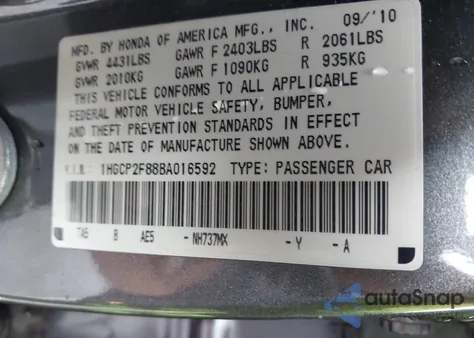 MFD. BY HONDA OF AMERICA MFG., INC. 09/'10
GVWR 4431LBS GAWR F 2403LBS R 2061LBS
GVWR 2010KG GAWR F 1090KG R 935KG
THIS VEHICLE CONFORMS TO ALL APPLICABLE
FEDERAL MOTOR VEHICLE SAFETY, BUMPER,
AND THEFT PREVENTION STANDARDS IN EFFECT
ON THE DATE OF MANUFACTURE SHOWN ABOVE.
V.I.N.: 1HGCP2F88BA016592 TYPE: PASSENGER CAR
TA5 B AE5 - NH737MX -Y -A
autoSnap